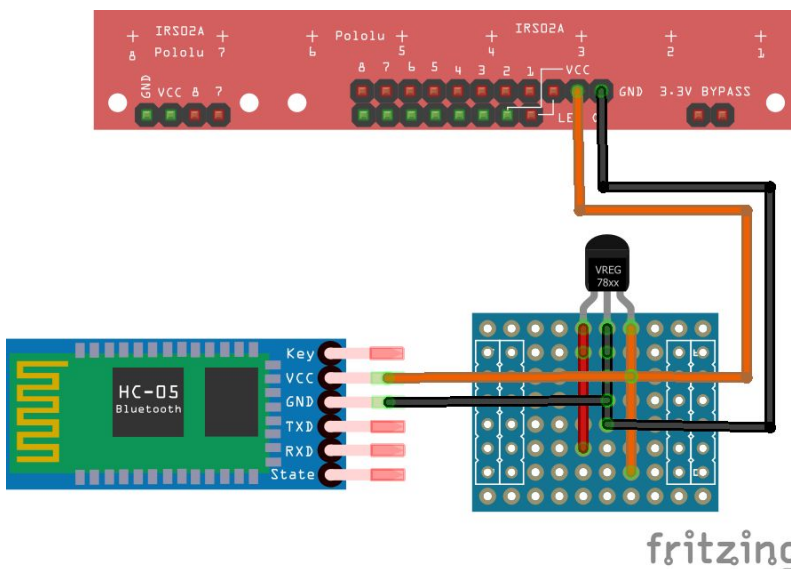 IRS02A
Pololu
8 7 6 5 4 3 2 1
GND
VCC 8 7
Pololu
IRS02A
8 7 6 5 4 3 2 1
VCC
GND
3.3V BYPASS
LE
VREG
78xx
HC-05
Bluetooth
Key
VCC
GND
TXD
RXD
State
fritzing